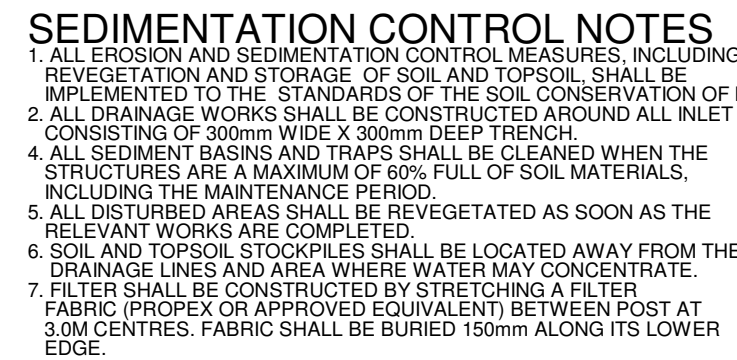 SEDIMENTATION CONTROL NOTES
1. ALL EROSION AND SEDIMENTATION CONTROL MEASURES, INCLUDING
REVEGETATION AND STORAGE OF SOIL AND TOPSOIL, SHALL BE
IMPLEMENTED TO THE STANDARDS OF THE SOIL CONSERVATION OF
2. ALL DRAINAGE WORKS SHALL BE CONSTRUCTED AROUND ALL INLET
CONSISTING OF 300mm WIDE X 300mm DEEP TRENCH.
4. ALL SEDIMENT BASINS AND TRAPS SHALL BE CLEANED WHEN THE
STRUCTURES ARE A MAXIMUM OF 60% FULL OF SOIL MATERIALS,
INCLUDING THE MAINTENANCE PERIOD.
5. ALL DISTURBED AREAS SHALL BE REVEGETATED AS SOON AS THE
RELEVANT WORKS ARE COMPLETED.
6. SOIL AND TOPSOIL STOCKPILES SHALL BE LOCATED AWAY FROM THE
DRAINAGE LINES AND AREA WHERE WATER MAY CONCENTRATE.
7. FILTER SHALL BE CONSTRUCTED BY STRETCHING A FILTER
FABRIC (PROPEX OR APPROVED EQUIVALENT) BETWEEN POST AT
3.0M CENTRES. FABRIC SHALL BE BURIED 150mm ALONG ITS LOWER
EDGE.